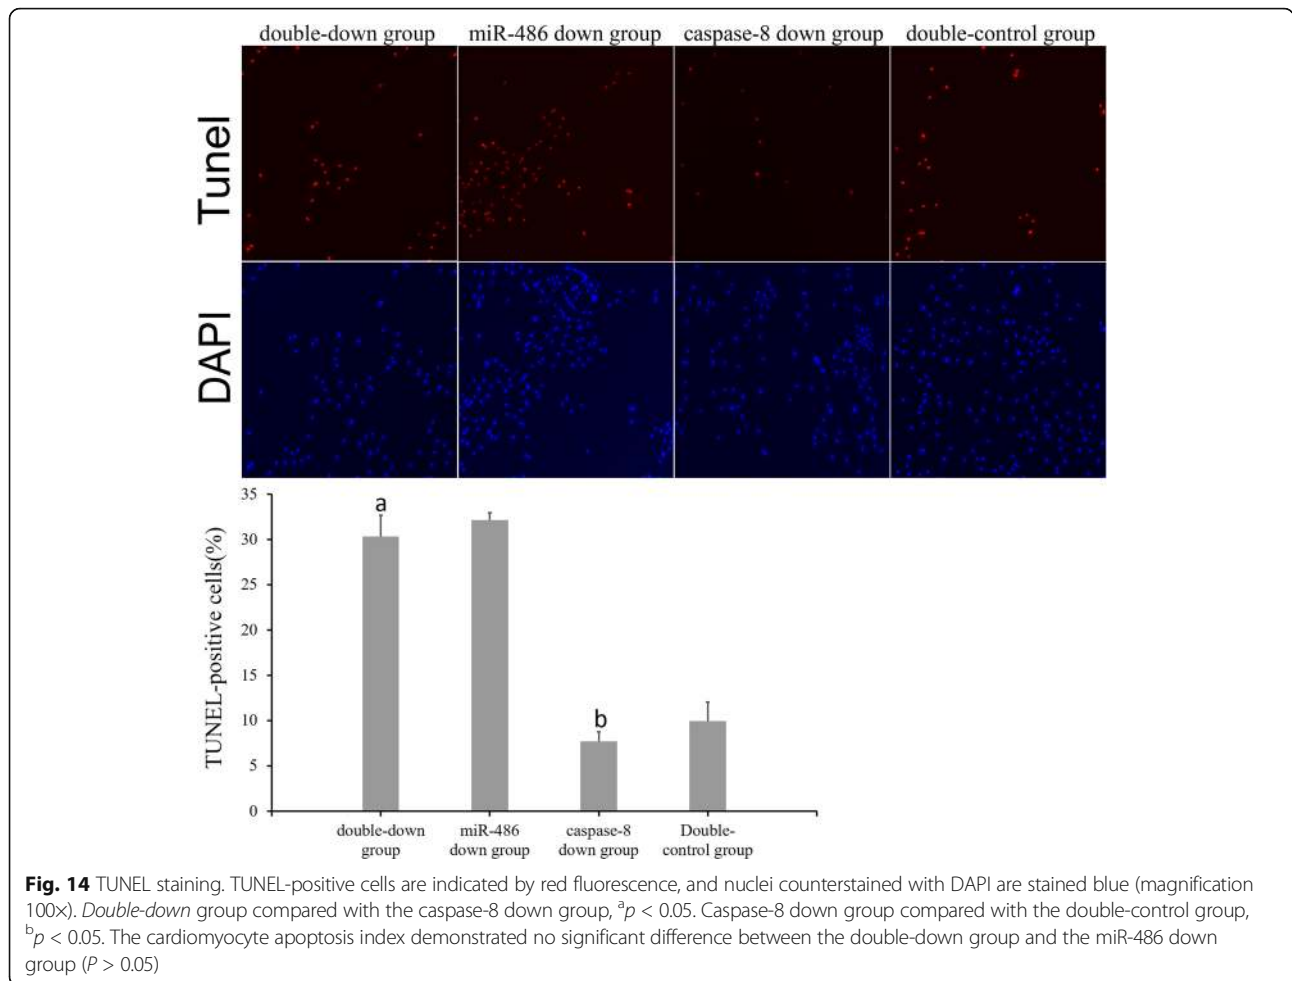 double-down group miR-486 down group caspase-8 down group double-control group
Tunel
DAPI
35
30
25
20
15
10
5
0
TUNEL-positive cells(%)
a
b
double-down
group
miR-486
down group
caspase-8
down group
Double-
control group
Fig. 14 TUNEL staining. TUNEL-positive cells are indicated by red fluorescence, and nuclei counterstained with DAPI are stained blue (magnification
100×). Double-down group compared with the caspase-8 down group, ᵃp < 0.05. Caspase-8 down group compared with the double-control group,
ᵇp < 0.05. The cardiomyocyte apoptosis index demonstrated no significant difference between the double-down group and the miR-486 down
group (P > 0.05)